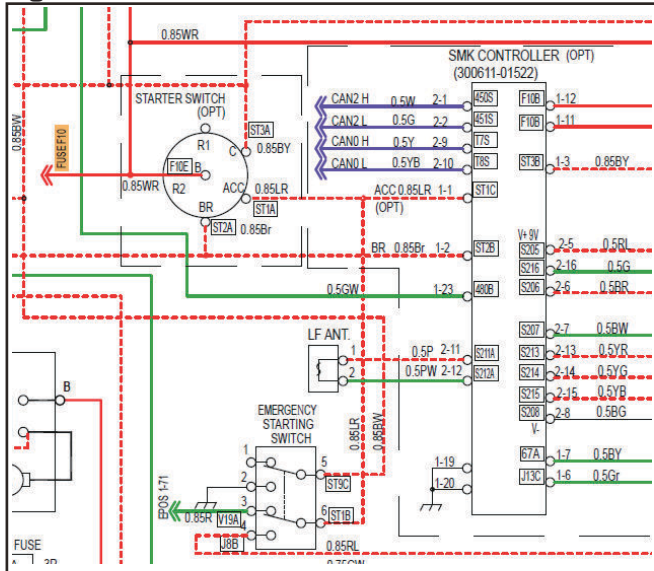 0.85WR
SMK CONTROLLER (OPT)
(300611-01522)
STARTER SWITCH
(OPT)
R1
R2
F10E B
C
ST3A
0.85BY
ACC
0.85LR
ST1A
BR
ST2A
0.85Br
0.85WR
FUSE F10
0.85BW
CAN2 H 0.5W 2-1 450S
CAN2 L 0.5G 2-2 451S
CAN0 H 0.5Y 2-9 T7S
CAN0 L 0.5YB 2-10 T8S
ACC 0.85LR 1-1 ST1C
(OPT)
BR 0.85Br 1-2 ST2B
0.5GW 1-23 480B
F10B 1-12
F10B 1-11
ST3B 1-3 0.85BY
V+ 9V
S205 2-5 0.5RL
S216 2-16 0.5G
S206 2-6 0.5BR
S207 2-7 0.5BW
S213 2-13 0.5YR
S214 2-14 0.5YG
S215 2-15 0.5YB
S208 2-8 0.5BG
V-
67A 1-7 0.5BY
J13C 1-6 0.5Gr
LF ANT.
1
2
0.5P 2-11 S211A
0.5PW 2-12 S212A
1-19
1-20
EMERGENCY
STARTING
SWITCH
1
2
3
4
5
6
ST9C
ST1B
0.85LR
0.85BW
EPOS 1-71
0.85R V19A
J8B
0.85RL
B
FUSE